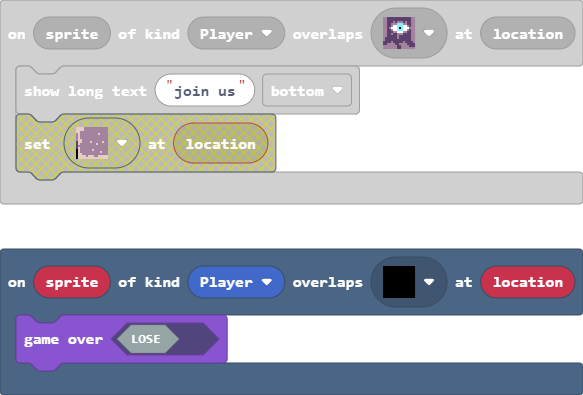 on sprite of kind Player overlaps at location
show long text "join us" bottom
set at location
on sprite of kind Player overlaps at location
game over LOSE